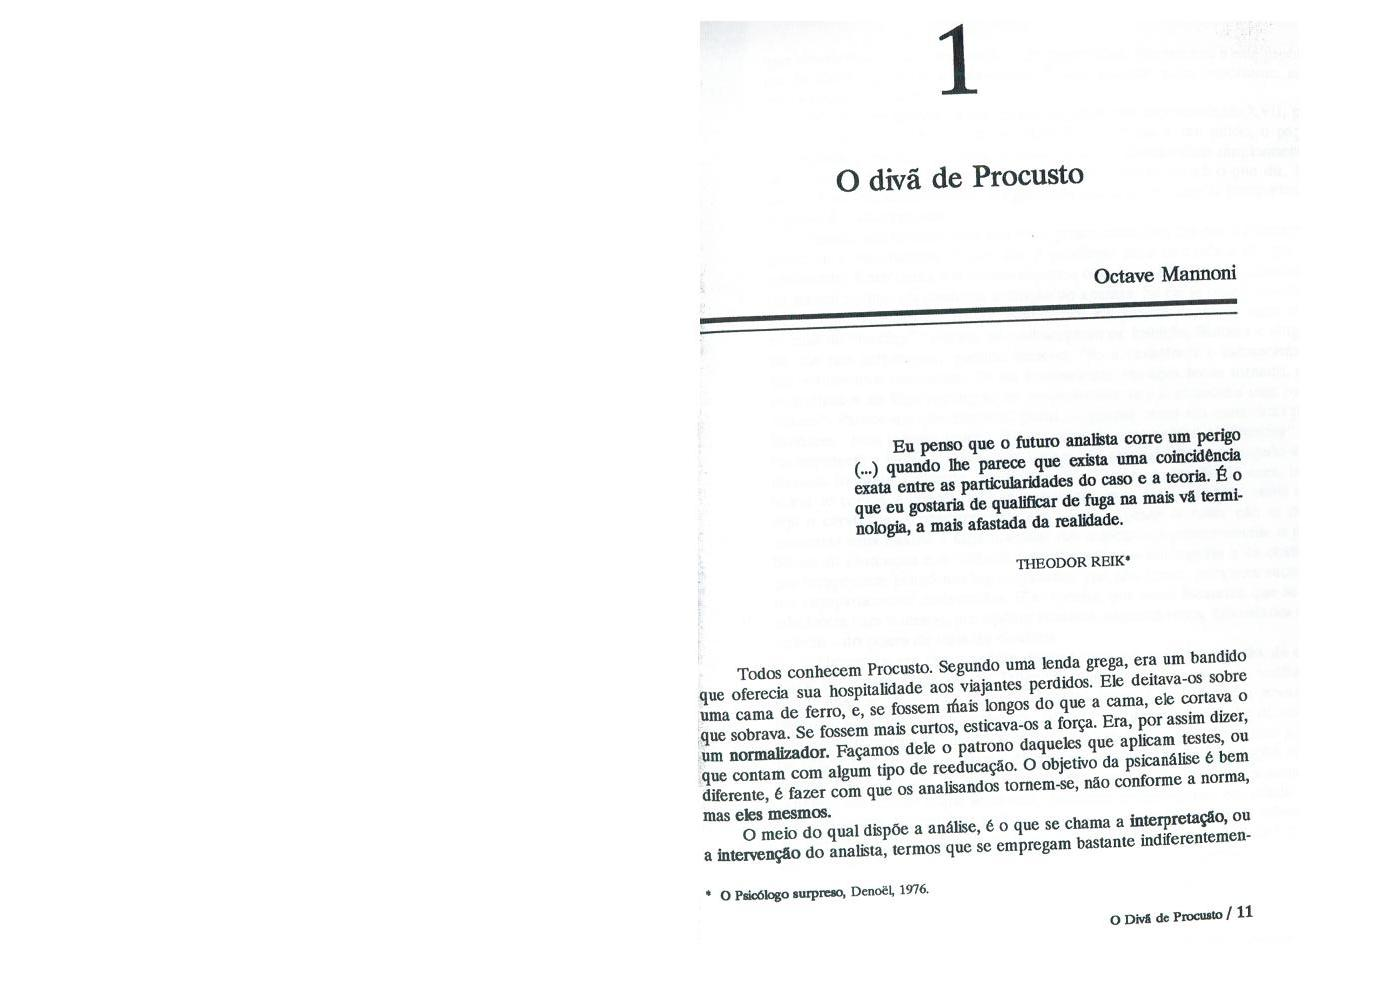 1
O divã de Procusto
Octave Mannoni
Eu penso que o futuro analista corre um perigo
(...) quando lhe parece que exista uma coincidência
exata entre as particularidades do caso e a teoria. É o
que eu gostaria de qualificar de fuga na mais vã termi-
nologia, a mais afastada da realidade.
THEODOR REIK*
Todos conhecem Procusto. Segundo uma lenda grega, era um bandido
que oferecia sua hospitalidade aos viajantes perdidos. Ele deitava-os sobre
uma cama de ferro, e, se fossem mais longos do que a cama, ele cortava o
que sobrava. Se fossem mais curtos, esticava-os a força. Era, por assim dizer,
um normalizador. Façamos dele o patrono daqueles que aplicam testes, ou
que contam com algum tipo de reeducação. O objetivo da psicanálise é bem
diferente, é fazer com que os analisandos tornem-se, não conforme a norma,
mas eles mesmos.
O meio do qual dispõe a análise, é o que se chama a interpretação, ou
a intervenção do analista, termos que se empregam bastante indiferentemen-
* O Psicólogo surpreso, Denoël, 1976.
O Divã de Procusto / 11